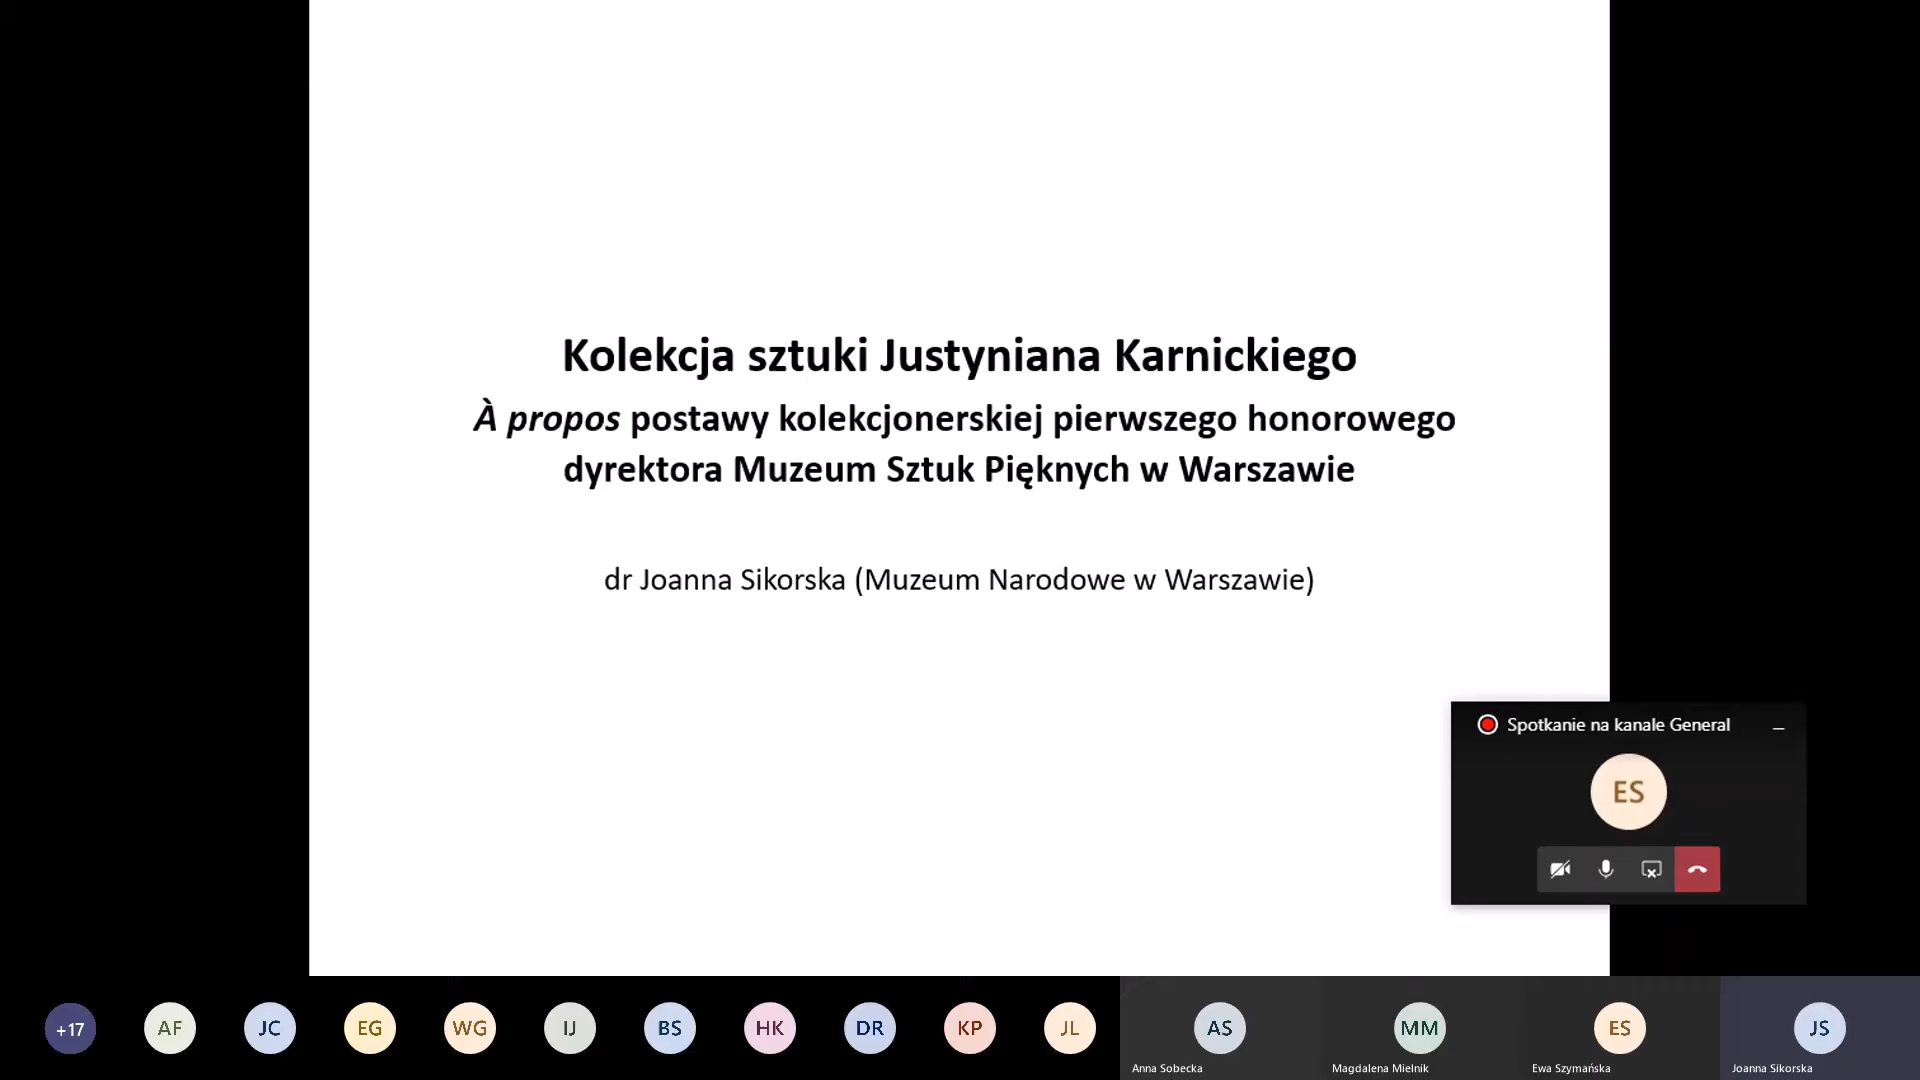 Kolekcja sztuki Justyniana Karnickiego
À propos postawy kolekcjonerskiej pierwszego honorowego
dyrektora Muzeum Sztuk Pięknych w Warszawie
dr Joanna Sikorska (Muzeum Narodowe w Warszawie)
Spotkanie na kanale General
ES
+17
AF
JC
EG
WG
IJ
BS
HK
DR
KP
JL
AS
MM
ES
JS
Anna Sobecka
Magdalena Mielnik
Ewa Szymańska
Joanna Sikorska